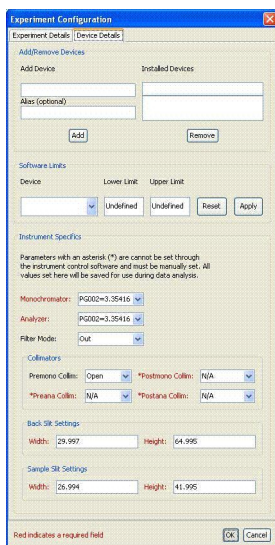 Experiment Configuration
Experiment Details Device Details
Add/Remove Devices
Add Device Installed Devices
Alias (optional)
Add Remove
Software Limits
Device Lower Limit Upper Limit
Undefined Undefined Reset Apply
Instrument Specifics
Parameters with an asterisk (*) are cannot be set through
the instrument control software and must be manually set. All
values set here will be saved for use during data analysis.
Monochromator: PG002=3.35416
Analyzer: PG002=3.35416
Filter Mode: Out
Collimators
Premono Collim: Open *Postmono Collim: N/A
*Preana Collim: N/A *Postana Collim: N/A
Back Slit Settings
Width: 29.997 Height: 64.995
Sample Slit Settings
Width: 26.994 Height: 41.995
Red indicates a required field OK Cancel